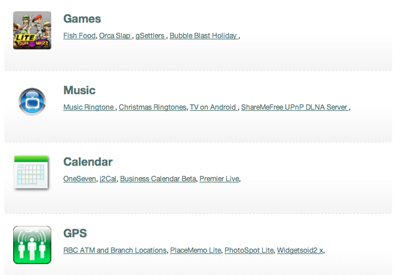 Games
Fish Food, Orca Slap , gSettlers , Bubble Blast Holiday ,
Music
Music Ringtone , Christmas Ringtones, TV on Android , ShareMeFree UPnP DLNA Server ,
Calendar
OneSeven, j2Cal, Business Calendar Beta, Premier Live,
GPS
RBC ATM and Branch Locations, PlaceMemo Lite, PhotoSpot Lite, Widgetsoid2 x,